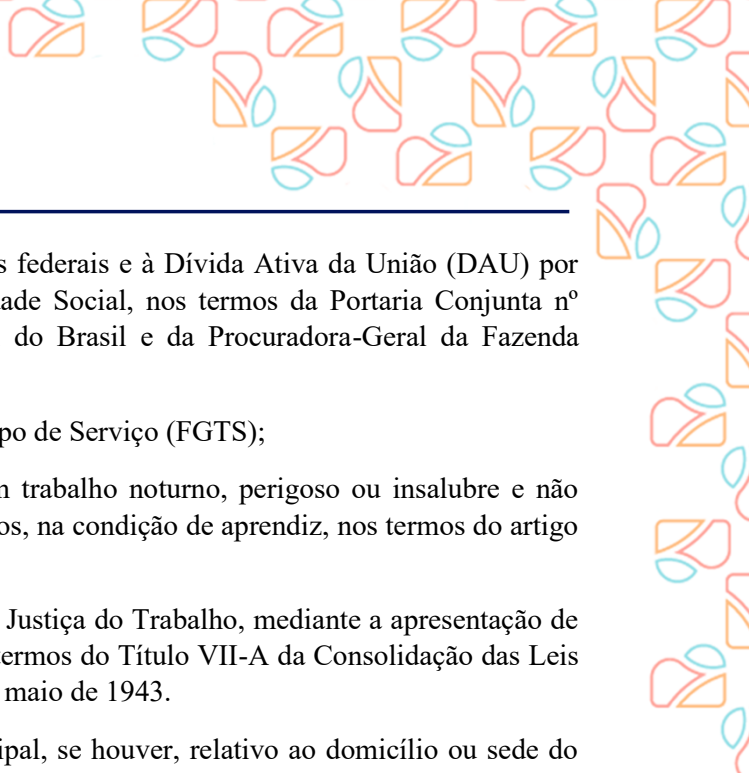 s federais e à Dívida Ativa da União (DAU) por
dade Social, nos termos da Portaria Conjunta nº
do Brasil e da Procuradora-Geral da Fazenda
po de Serviço (FGTS);
trabalho noturno, perigoso ou insalubre e não
os, na condição de aprendiz, nos termos do artigo
Justiça do Trabalho, mediante a apresentação de
termos do Título VII-A da Consolidação das Leis
maio de 1943.
ipal, se houver, relativo ao domicílio ou sede do